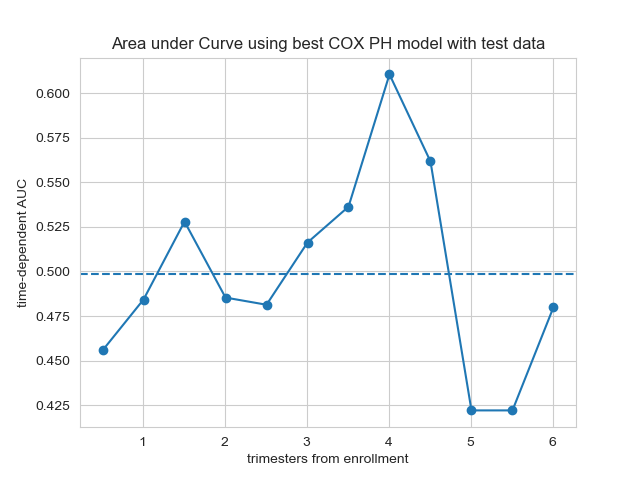 Area under Curve using best COX PH model with test data
time-dependent AUC
0.600
0.575
0.550
0.525
0.500
0.475
0.450
0.425
1 2 3 4 5 6
trimesters from enrollment